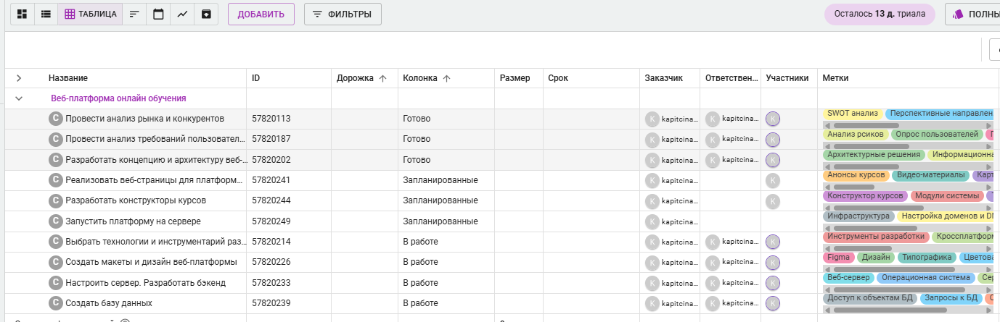 ТАБЛИЦА ДОБАВИТЬ ФИЛЬТРЫ Осталось 13 д. триала
Название ID Дорожка Колонка Размер Срок Заказчик Ответствен... Участники Метки
Веб-платформа онлайн обучения
С Провести анализ рынка и конкурентов 57820113 Готово K kapitcina... K kapitcina... K SWOT анализ Перспективные направлен
С Провести анализ требований пользовател... 57820187 Готово K kapitcina... K kapitcina... K Анализ рсиков Опрос пользователей
С Разработать концепцию и архитектуру веб-... 57820202 Готово K kapitcina... K kapitcina... K Архитектурные решения Информационна
С Реализовать веб-страницы для платформ... 57820241 Запланированные K kapitcina... K Анонсы курсов Видео-материалы Карт
С Разработать конструкторы курсов 57820244 Запланированные K kapitcina... K Конструктор курсов Модули системы
С Запустить платформу на сервере 57820249 Запланированные K kapitcina... Инфраструктура Настройка доменов и DN
С Выбрать технологии и инструментарий раз... 57820214 В работе K kapitcina... K kapitcina... K Инструменты разработки Кроссплатформ
С Создать макеты и дизайн веб-платформы 57820226 В работе K kapitcina... K kapitcina... K Figma Дизайн Типографика Цветова
С Настроить сервер. Разработать бэкенд 57820233 В работе K kapitcina... K kapitcina... K Веб-сервер Операционная система Сер
С Создать базу данных 57820239 В работе K kapitcina... K kapitcina... K Доступ к объектам БД Запросы к БД